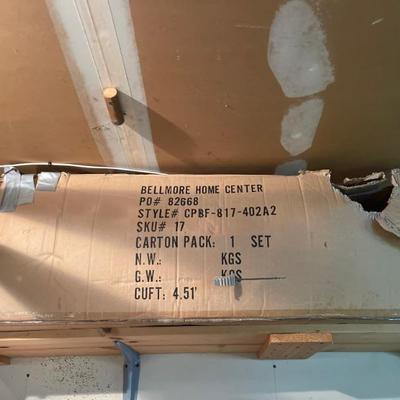 BELLMORE HOME CENTER
PO# 82668
STYLE# CPBF-817-402A2
SKU# 17
CARTON PACK: 1 SET
N.W.: KGS
G.W.: KGS
CUFT: 4.51'